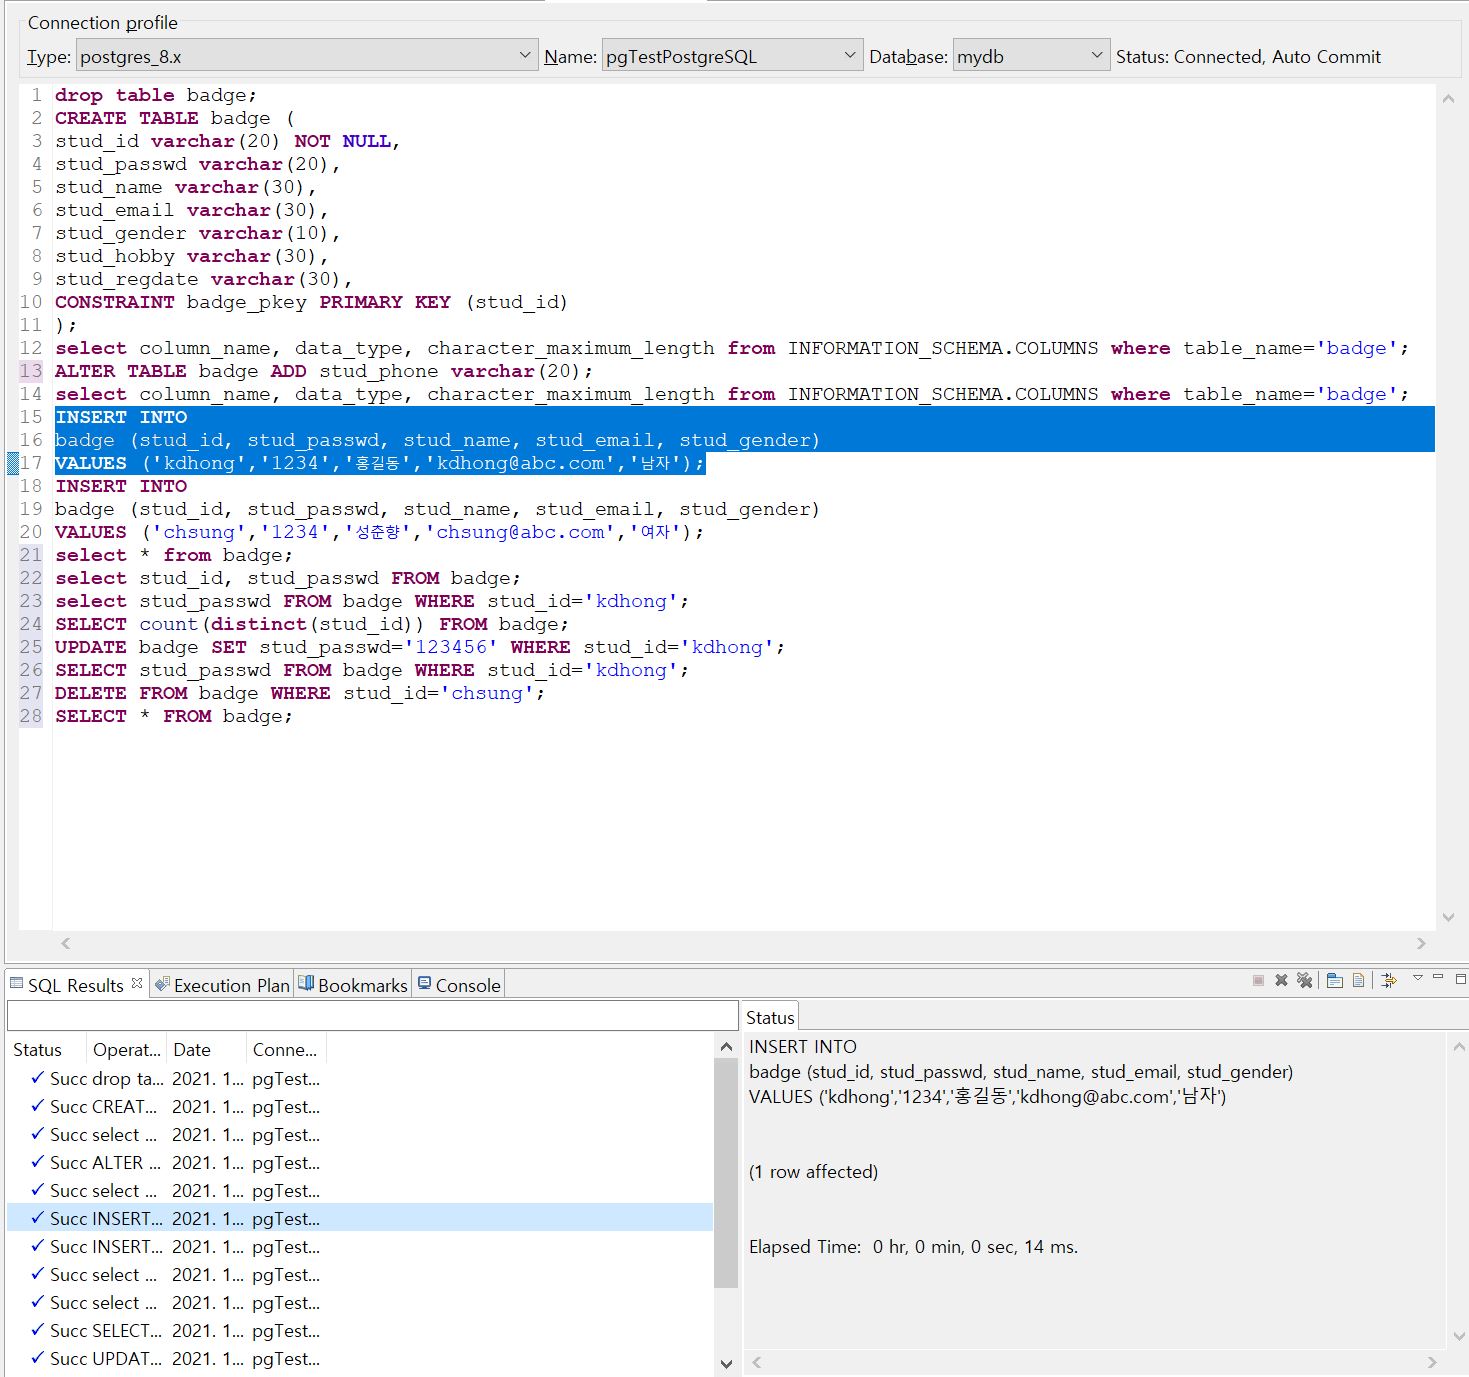 Connection profile
Type: postgres_8.x Name: pgTestPostgreSQL Database: mydb Status: Connected, Auto Commit
1 drop table badge;
2 CREATE TABLE badge (
3 stud_id varchar(20) NOT NULL,
4 stud_passwd varchar(20),
5 stud_name varchar(30),
6 stud_email varchar(30),
7 stud_gender varchar(10),
8 stud_hobby varchar(30),
9 stud_regdate varchar(30),
10 CONSTRAINT badge_pkey PRIMARY KEY (stud_id)
11 );
12 select column_name, data_type, character_maximum_length from INFORMATION_SCHEMA.COLUMNS where table_name='badge';
13 ALTER TABLE badge ADD stud_phone varchar(20);
14 select column_name, data_type, character_maximum_length from INFORMATION_SCHEMA.COLUMNS where table_name='badge';
15 INSERT INTO
16 badge (stud_id, stud_passwd, stud_name, stud_email, stud_gender)
17 VALUES ('kdhong','1234','홍길동','kdhong@abc.com','남자');
18 INSERT INTO
19 badge (stud_id, stud_passwd, stud_name, stud_email, stud_gender)
20 VALUES ('chsung','1234','성춘향','chsung@abc.com','여자');
21 select * from badge;
22 select stud_id, stud_passwd FROM badge;
23 select stud_passwd FROM badge WHERE stud_id='kdhong';
24 SELECT count(distinct(stud_id)) FROM badge;
25 UPDATE badge SET stud_passwd='123456' WHERE stud_id='kdhong';
26 SELECT stud_passwd FROM badge WHERE stud_id='kdhong';
27 DELETE FROM badge WHERE stud_id='chsung';
28 SELECT * FROM badge;
SQL Results Execution Plan Bookmarks Console
Status Operat... Date Conne...
Succ drop ta... 2021. 1... pgTest...
Succ CREAT... 2021. 1... pgTest...
Succ select ... 2021. 1... pgTest...
Succ ALTER ... 2021. 1... pgTest...
Succ select ... 2021. 1... pgTest...
Succ INSERT... 2021. 1... pgTest...
Succ INSERT... 2021. 1... pgTest...
Succ select ... 2021. 1... pgTest...
Succ select ... 2021. 1... pgTest...
Succ SELECT... 2021. 1... pgTest...
Succ UPDAT... 2021. 1... pgTest...
Status
INSERT INTO
badge (stud_id, stud_passwd, stud_name, stud_email, stud_gender)
VALUES ('kdhong','1234','홍길동','kdhong@abc.com','남자')
(1 row affected)
Elapsed Time:  0 hr, 0 min, 0 sec, 14 ms.